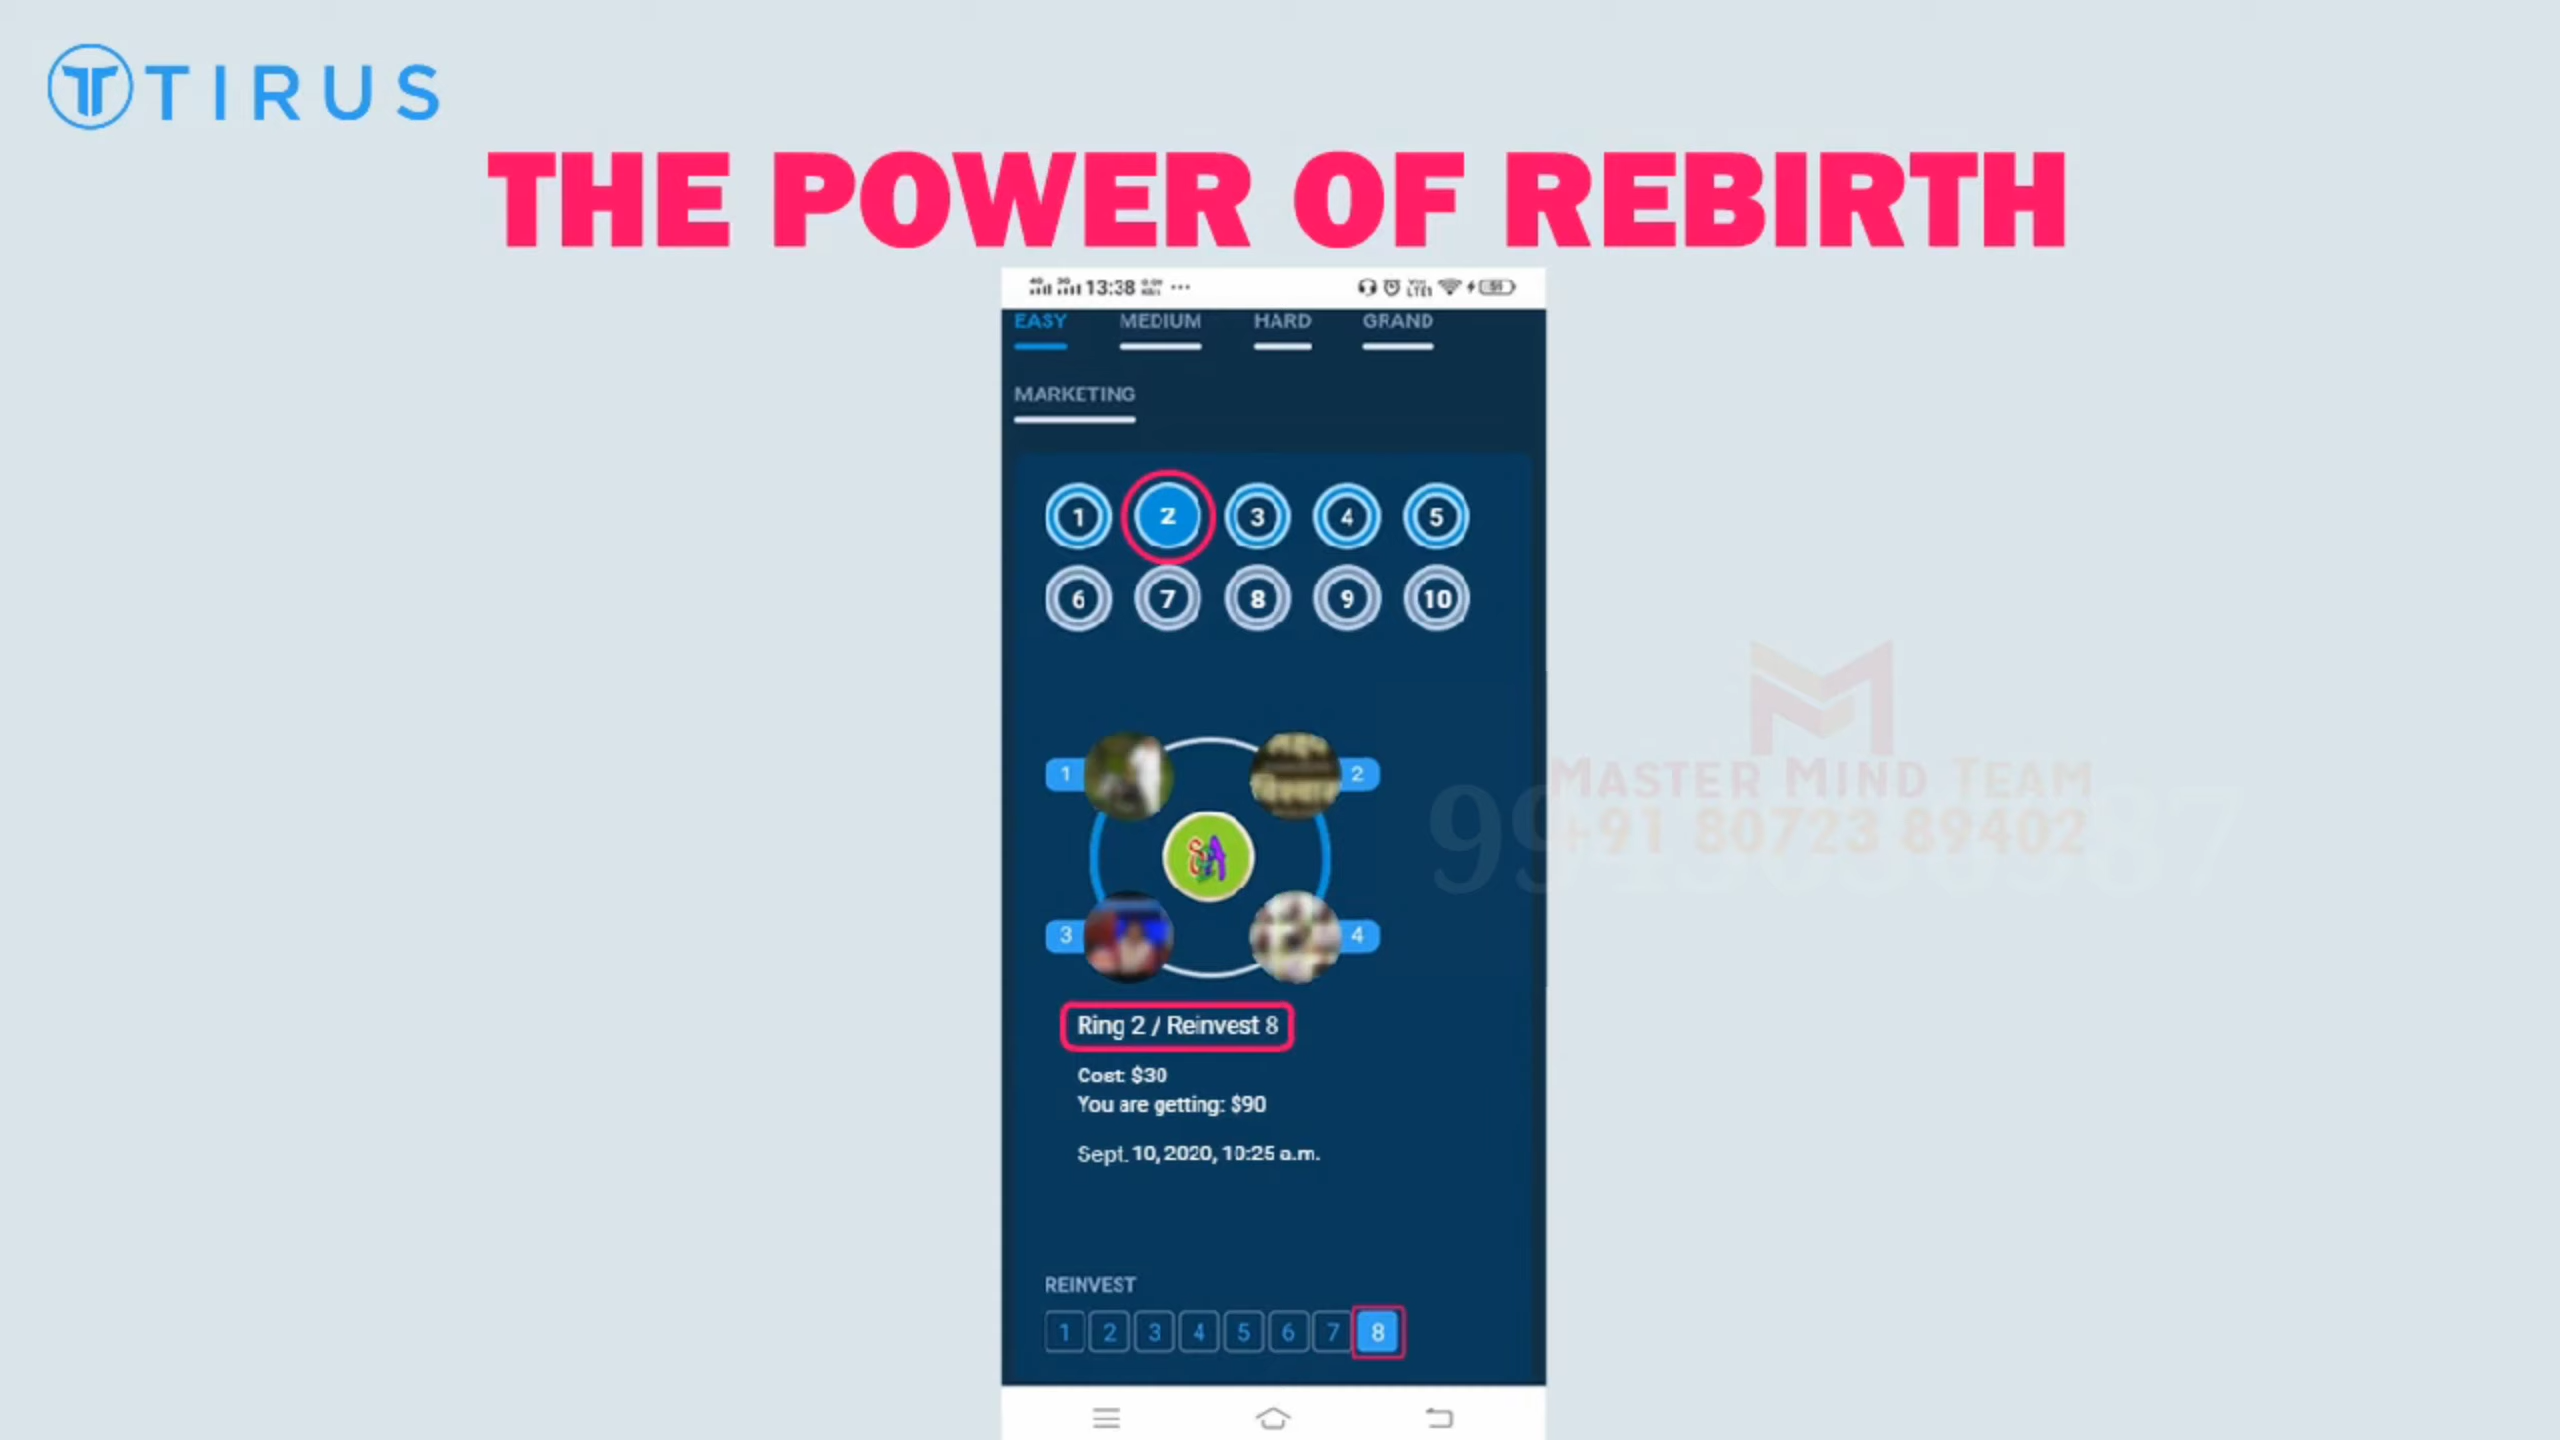 TIRUS
THE POWER OF REBIRTH
13:38
EASY MEDIUM HARD GRAND
MARKETING
1 2 3 4 5
6 7 8 9 10
1 2
3 4
MASTER MIND TEAM
+91 80723 89402
Ring 2 / Reinvest 8
Cost: $30
You are getting: $90
Sept. 10, 2020, 10:25 a.m.
REINVEST
1 2 3 4 5 6 7 8